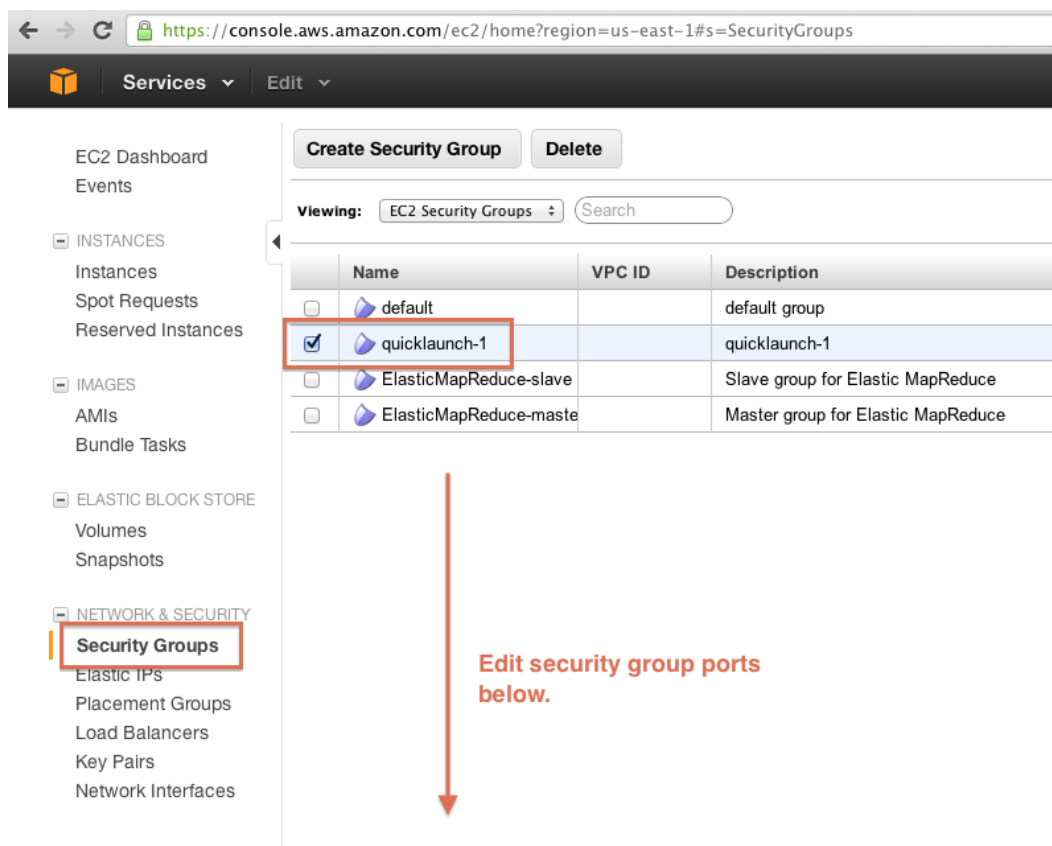 https://console.aws.amazon.com/ec2/home?region=us-east-1#s=SecurityGroups
Services Edit
EC2 Dashboard
Events
INSTANCES
Instances
Spot Requests
Reserved Instances
IMAGES
AMIs
Bundle Tasks
ELASTIC BLOCK STORE
Volumes
Snapshots
NETWORK & SECURITY
Security Groups
Elastic IPs
Placement Groups
Load Balancers
Key Pairs
Network Interfaces
Create Security Group Delete
Viewing: EC2 Security Groups Search
Name VPC ID Description
default default group
quicklaunch-1 quicklaunch-1
ElasticMapReduce-slave Slave group for Elastic MapReduce
ElasticMapReduce-maste Master group for Elastic MapReduce
Edit security group ports
below.